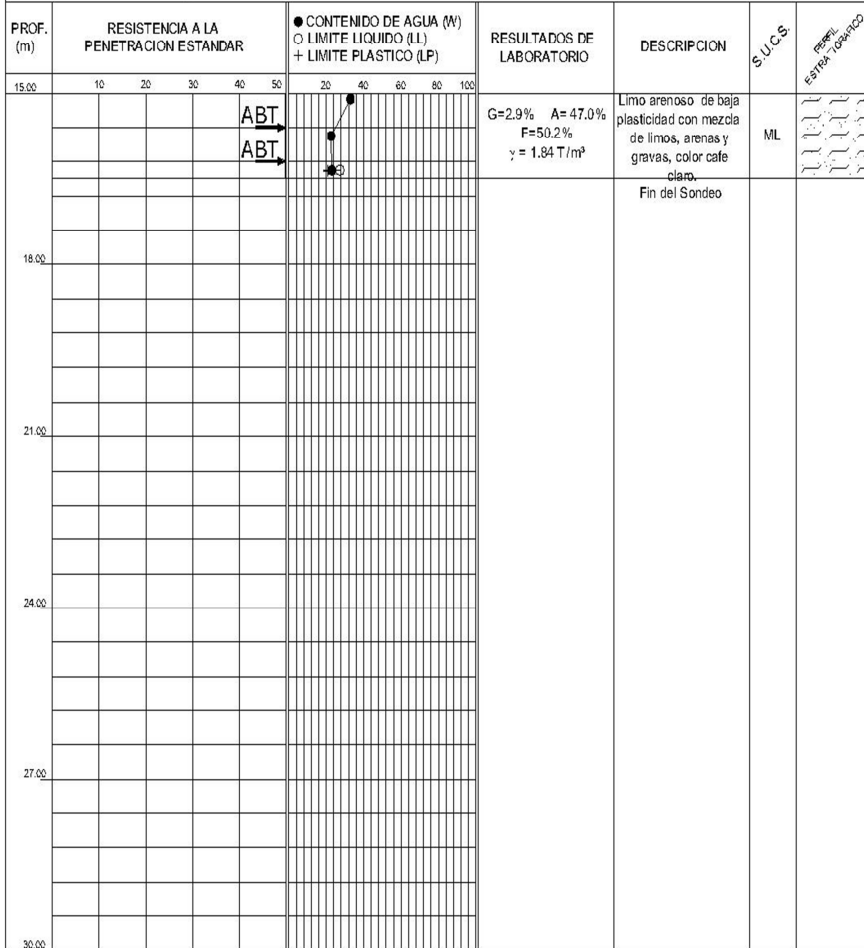 PROF.
(m)
RESISTENCIA A LA
PENETRACION ESTANDAR
● CONTENIDO DE AGUA (W)
○ LIMITE LIQUIDO (LL)
+ LIMITE PLASTICO (LP)
RESULTADOS DE
LABORATORIO
DESCRIPCION
S.U.C.S.
PERFIL
ESTRATIGRAFICO
15.00
10 20 30 40 50
20 40 60 80 100
ABT
ABT
G=2.9% A= 47.0%
F=50.2%
γ = 1.84 T/m³
Limo arenoso de baja
plasticidad con mezcla
de limos, arenas y
gravas, color cafe
claro.
ML
Fin del Sondeo
18.00
21.00
24.00
27.00
30.00